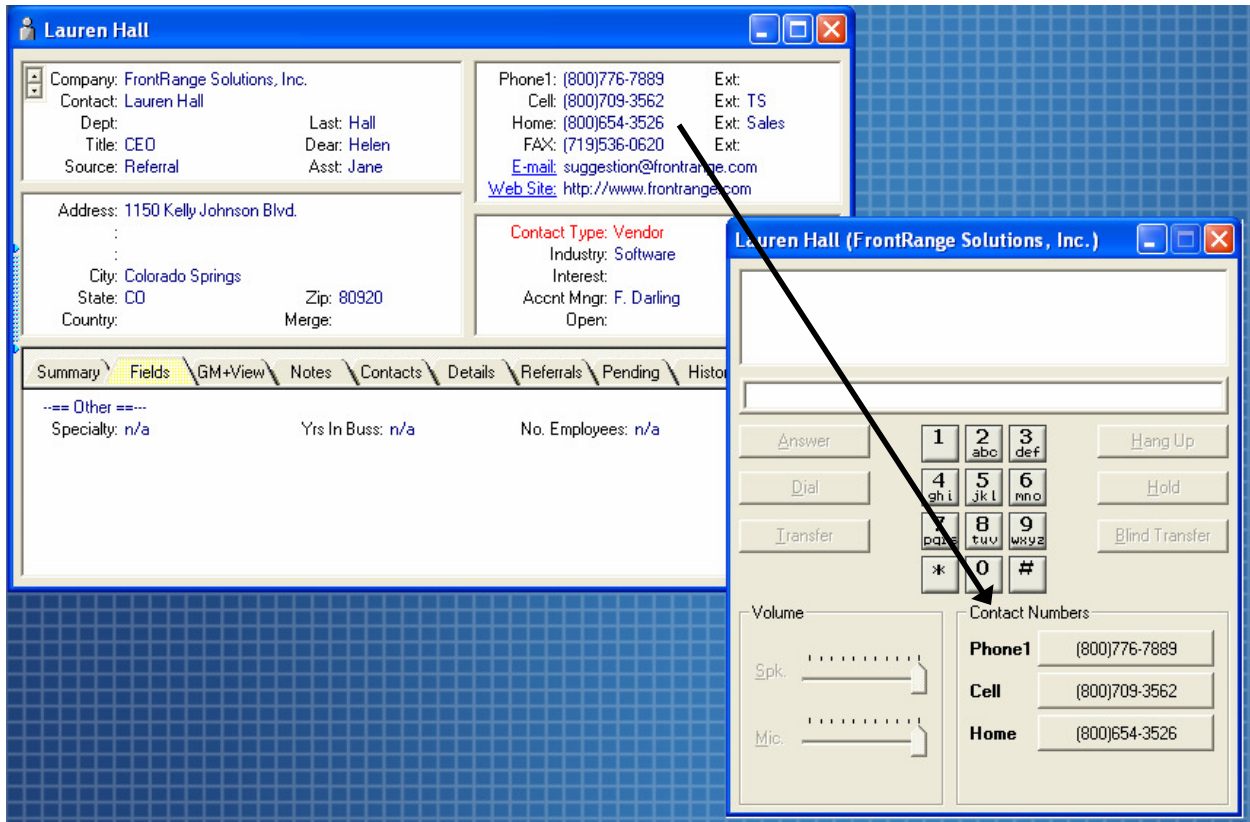 Lauren Hall
Company: FrontRange Solutions, Inc.
Contact: Lauren Hall
Dept: Last: Hall
Title: CEO Dear: Helen
Source: Referral Asst: Jane
Phone1: (800)776-7889 Ext:
Cell: (800)709-3562 Ext: TS
Home: (800)654-3526 Ext: Sales
FAX: (719)536-0620 Ext:
E-mail: suggestion@frontrange.com
Web Site: http://www.frontrange.com
Address: 1150 Kelly Johnson Blvd.
:
:
City: Colorado Springs
State: CO Zip: 80920
Country: Merge:
Contact Type: Vendor
Industry: Software
Interest:
Accnt Mngr: F. Darling
Open:
Summary Fields GM+View Notes Contacts Details Referrals Pending Histor
--== Other ==---
Specialty: n/a Yrs In Buss: n/a No. Employees: n/a
Lauren Hall (FrontRange Solutions, Inc.)
Answer
Dial
Transfer
1 2 abc 3 def
4 ghi 5 jkl 6 mno
7 pqrs 8 tuv 9 wxyz
* 0 #
Hang Up
Hold
Blind Transfer
Volume
Spk.
Mic.
Contact Numbers
Phone1 (800)776-7889
Cell (800)709-3562
Home (800)654-3526